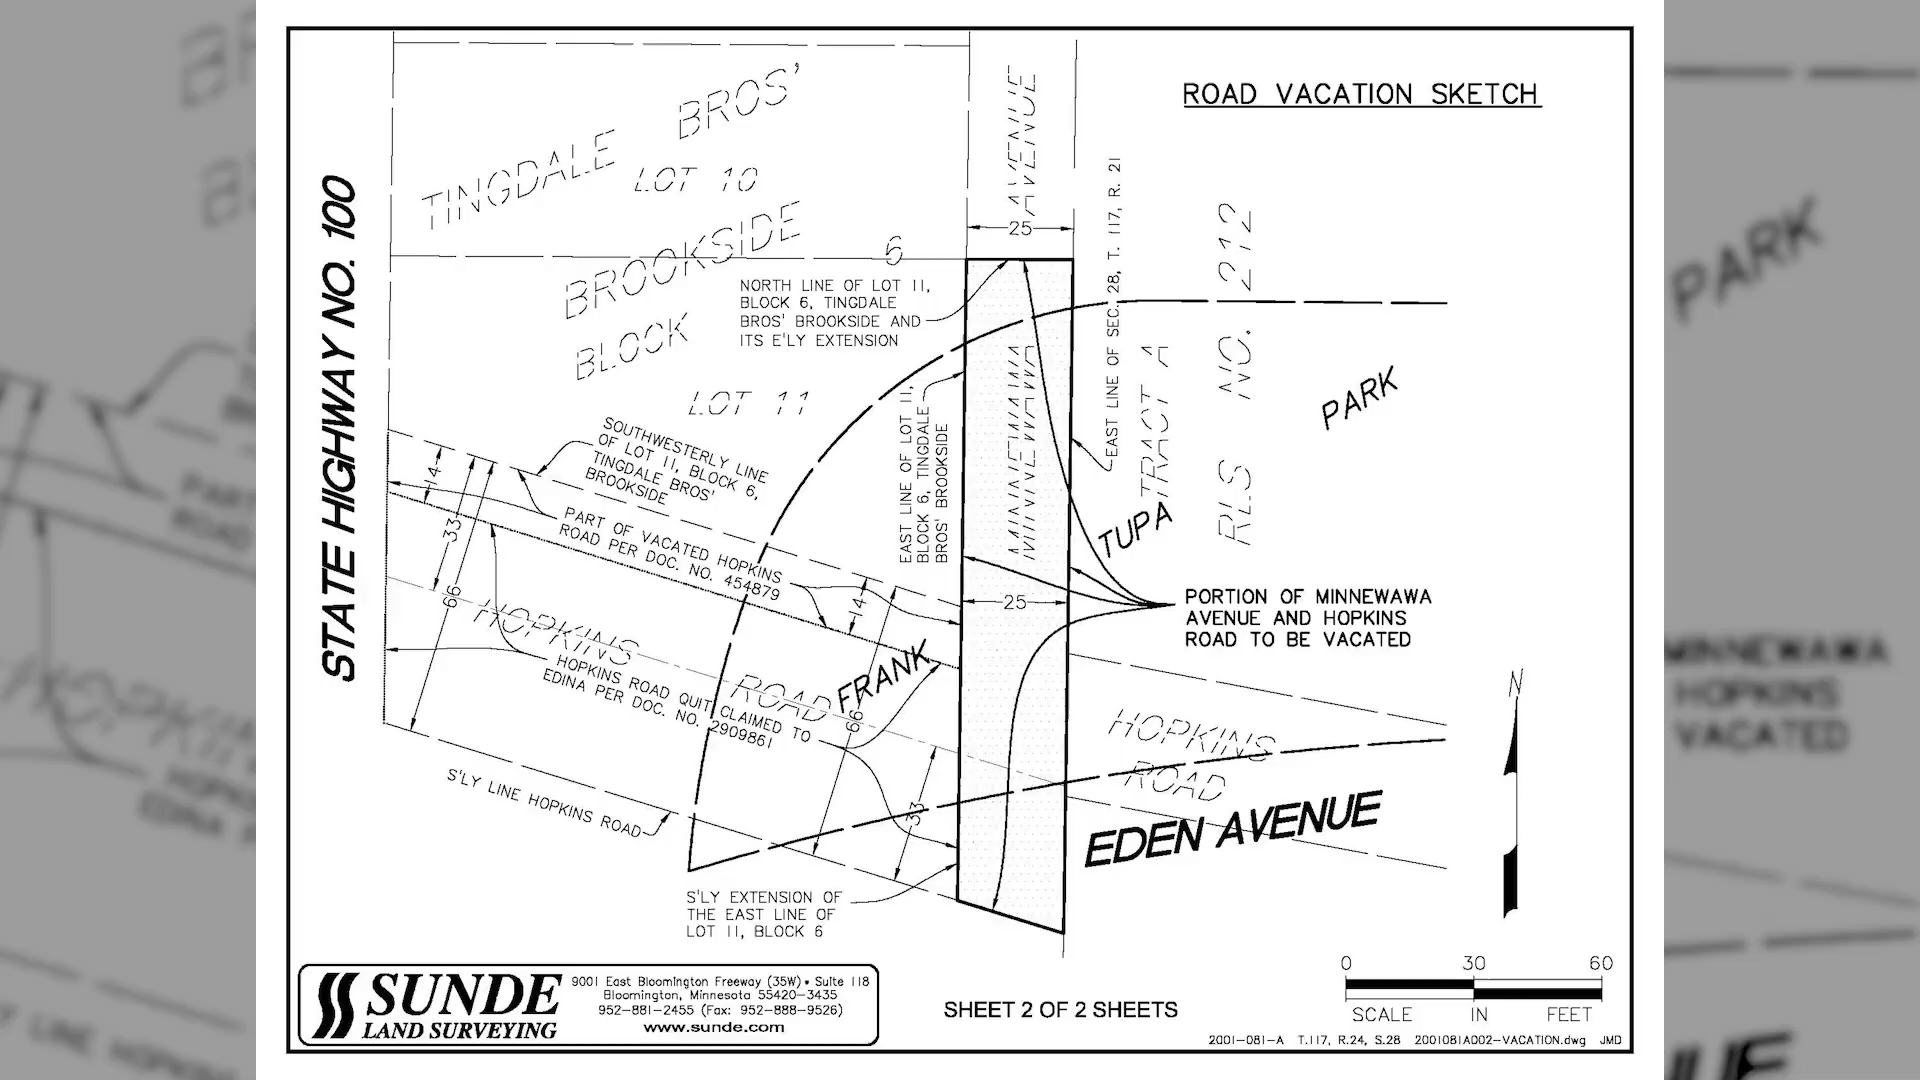 ROAD VACATION SKETCH
TINGDALE BROS'
LOT 10
BROOKSIDE
6
BLOCK
LOT 11
AVENUE
25
STATE HIGHWAY NO. 100
NORTH LINE OF LOT 11,
BLOCK 6, TINGDALE
BROS' BROOKSIDE AND
ITS E'LY EXTENSION
EAST LINE OF SEC. 28, T. 117, R. 21
RLS NO. 212
TRACT A
PARK
TUPA
MINNEWAWA
EAST LINE OF LOT 11,
BLOCK 6, TINGDALE
BROS' BROOKSIDE
SOUTHWESTERLY LINE
OF LOT 11, BLOCK 6,
TINGDALE BROS'
BROOKSIDE
14
33
66
PART OF VACATED HOPKINS
ROAD PER DOC. NO. 454879
14
25
PORTION OF MINNEWAWA
AVENUE AND HOPKINS
ROAD TO BE VACATED
HOPKINS
ROAD
FRANK
HOPKINS ROAD QUIT CLAIMED TO
EDINA PER DOC. NO. 2909861
66
33
HOPKINS
ROAD
EDEN AVENUE
N
S'LY LINE HOPKINS ROAD
S'LY EXTENSION OF
THE EAST LINE OF
LOT 11, BLOCK 6
SUNDE
LAND SURVEYING
9001 East Bloomington Freeway (35W) • Suite 118
Bloomington, Minnesota 55420-3435
952-881-2455 (Fax: 952-888-9526)
www.sunde.com
SHEET 2 OF 2 SHEETS
0 30 60
SCALE IN FEET
2001-081-A T.117, R.24, S.28 2001081A002-VACATION.dwg JMD